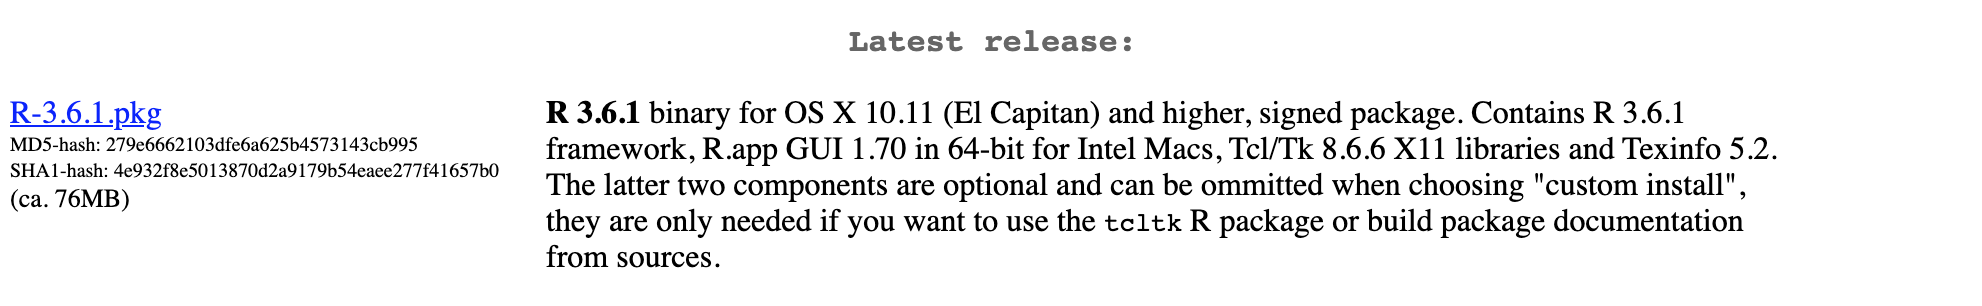 Latest release:
R-3.6.1.pkg
MD5-hash: 279e6662103dfe6a625b4573143cb995
SHA1-hash: 4e932f8e5013870d2a9179b54eaee277f41657b0
(ca. 76MB)
R 3.6.1 binary for OS X 10.11 (El Capitan) and higher, signed package. Contains R 3.6.1
framework, R.app GUI 1.70 in 64-bit for Intel Macs, Tcl/Tk 8.6.6 X11 libraries and Texinfo 5.2.
The latter two components are optional and can be ommitted when choosing "custom install",
they are only needed if you want to use the tcltk R package or build package documentation
from sources.